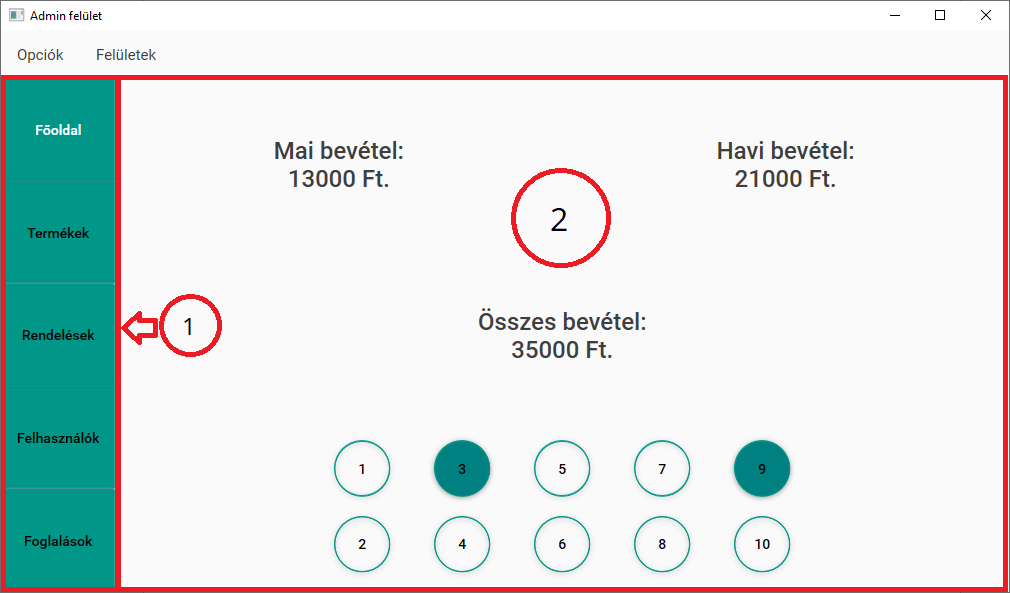 Admin felület
Opciók Felületek
Főoldal
Termékek
Rendelések
Felhasználók
Foglalások
1
Mai bevétel:
13000 Ft.
Havi bevétel:
21000 Ft.
2
Összes bevétel:
35000 Ft.
1 3 5 7 9
2 4 6 8 10